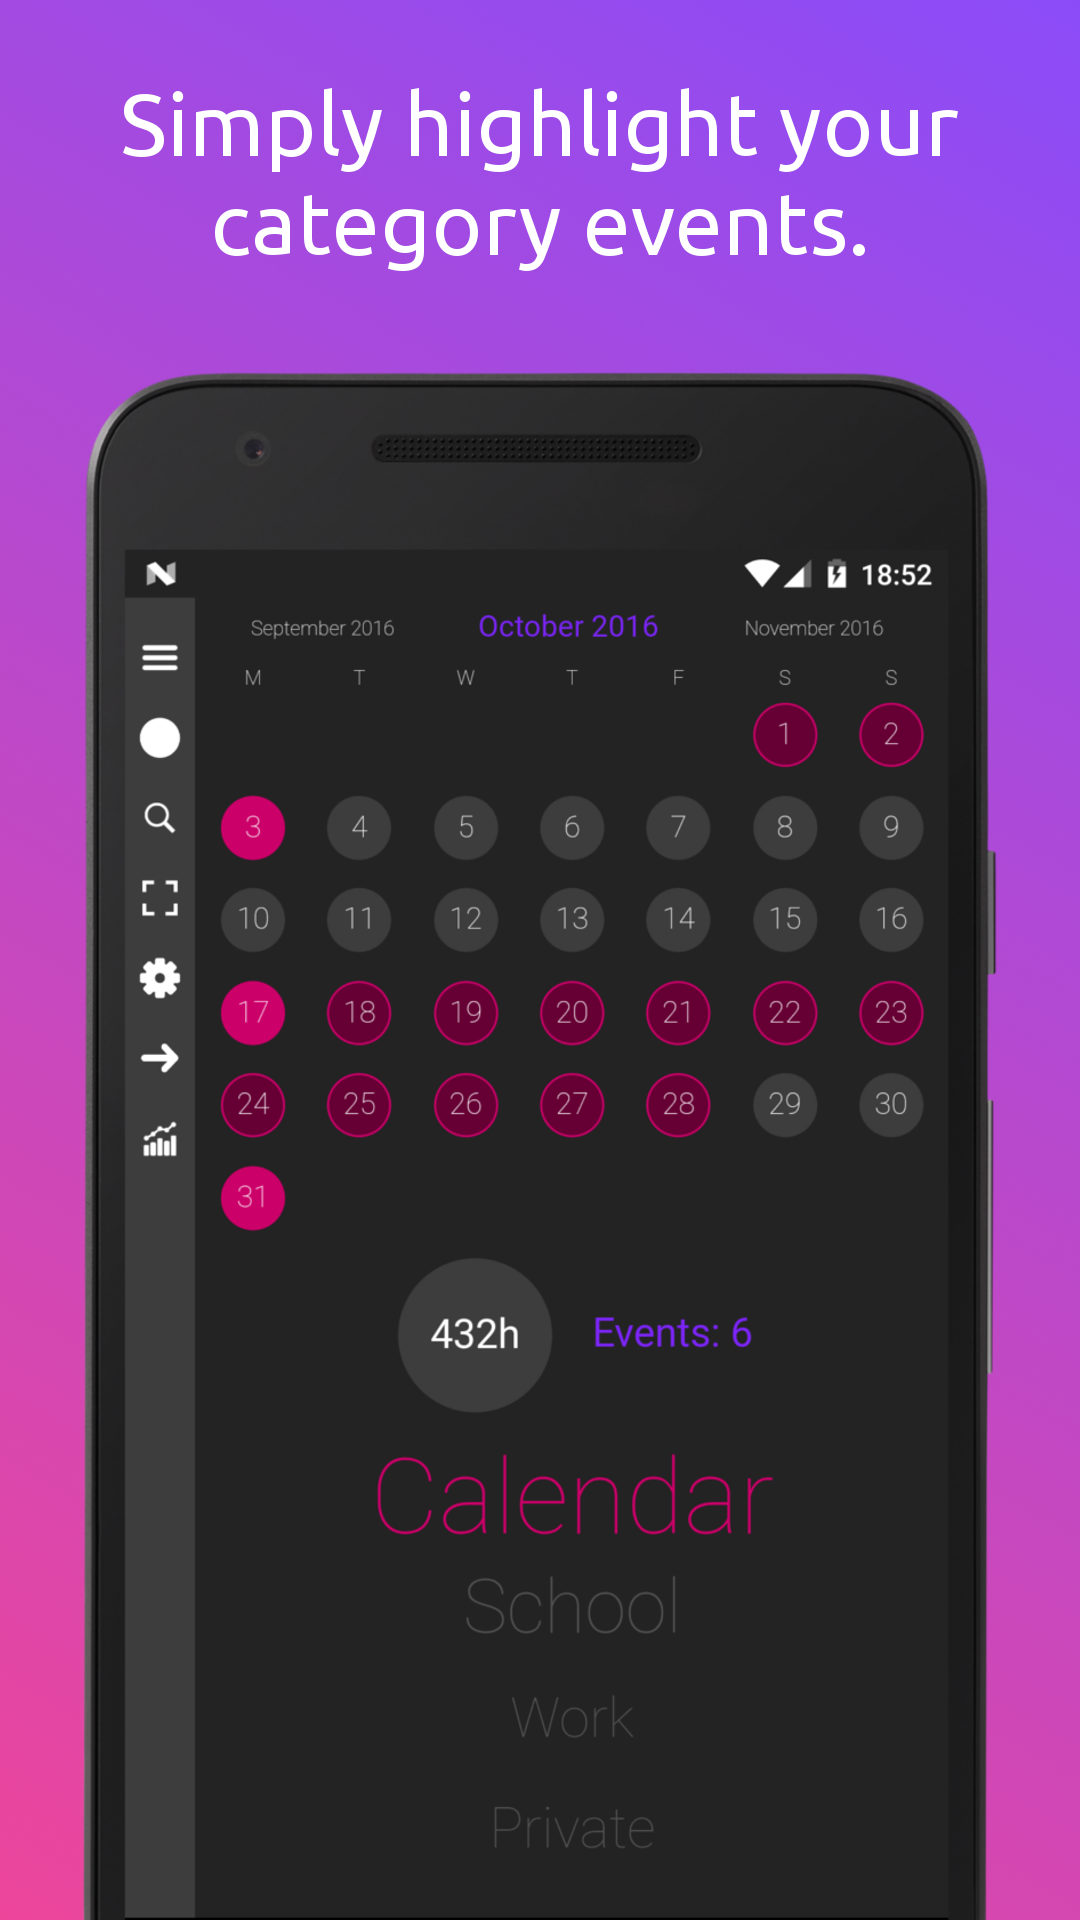 Simply highlight your
category events.
18:52
September 2016 October 2016 November 2016
M T W T F S S
1 2
3 4 5 6 7 8 9
10 11 12 13 14 15 16
17 18 19 20 21 22 23
24 25 26 27 28 29 30
31
432h Events: 6
Calendar
School
Work
Private